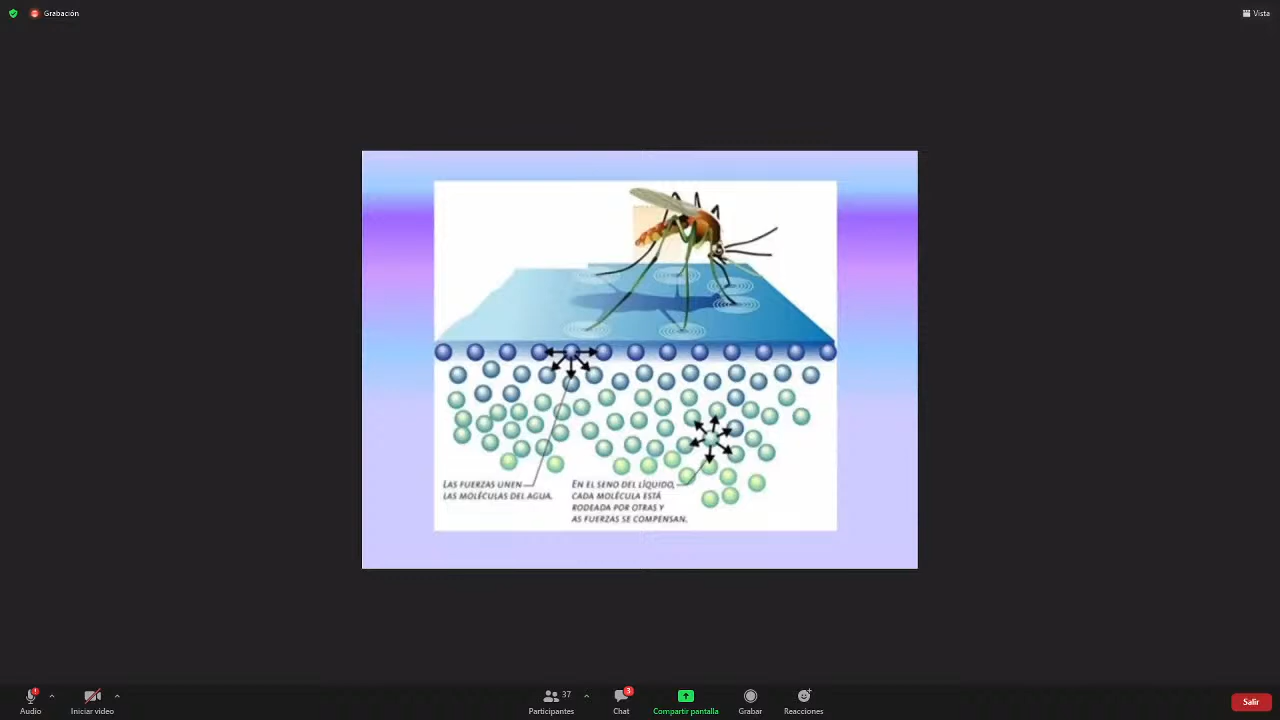 Grabación
Vista
LAS FUERZAS UNEN
LAS MOLÉCULAS DEL AGUA.
EN EL SENO DEL LÍQUIDO,
CADA MOLÉCULA ESTÁ
RODEADA POR OTRAS Y
AS FUERZAS SE COMPENSAN.
Audio
Iniciar video
Participantes
37
Chat
3
Compartir pantalla
Grabar
Reacciones
Salir